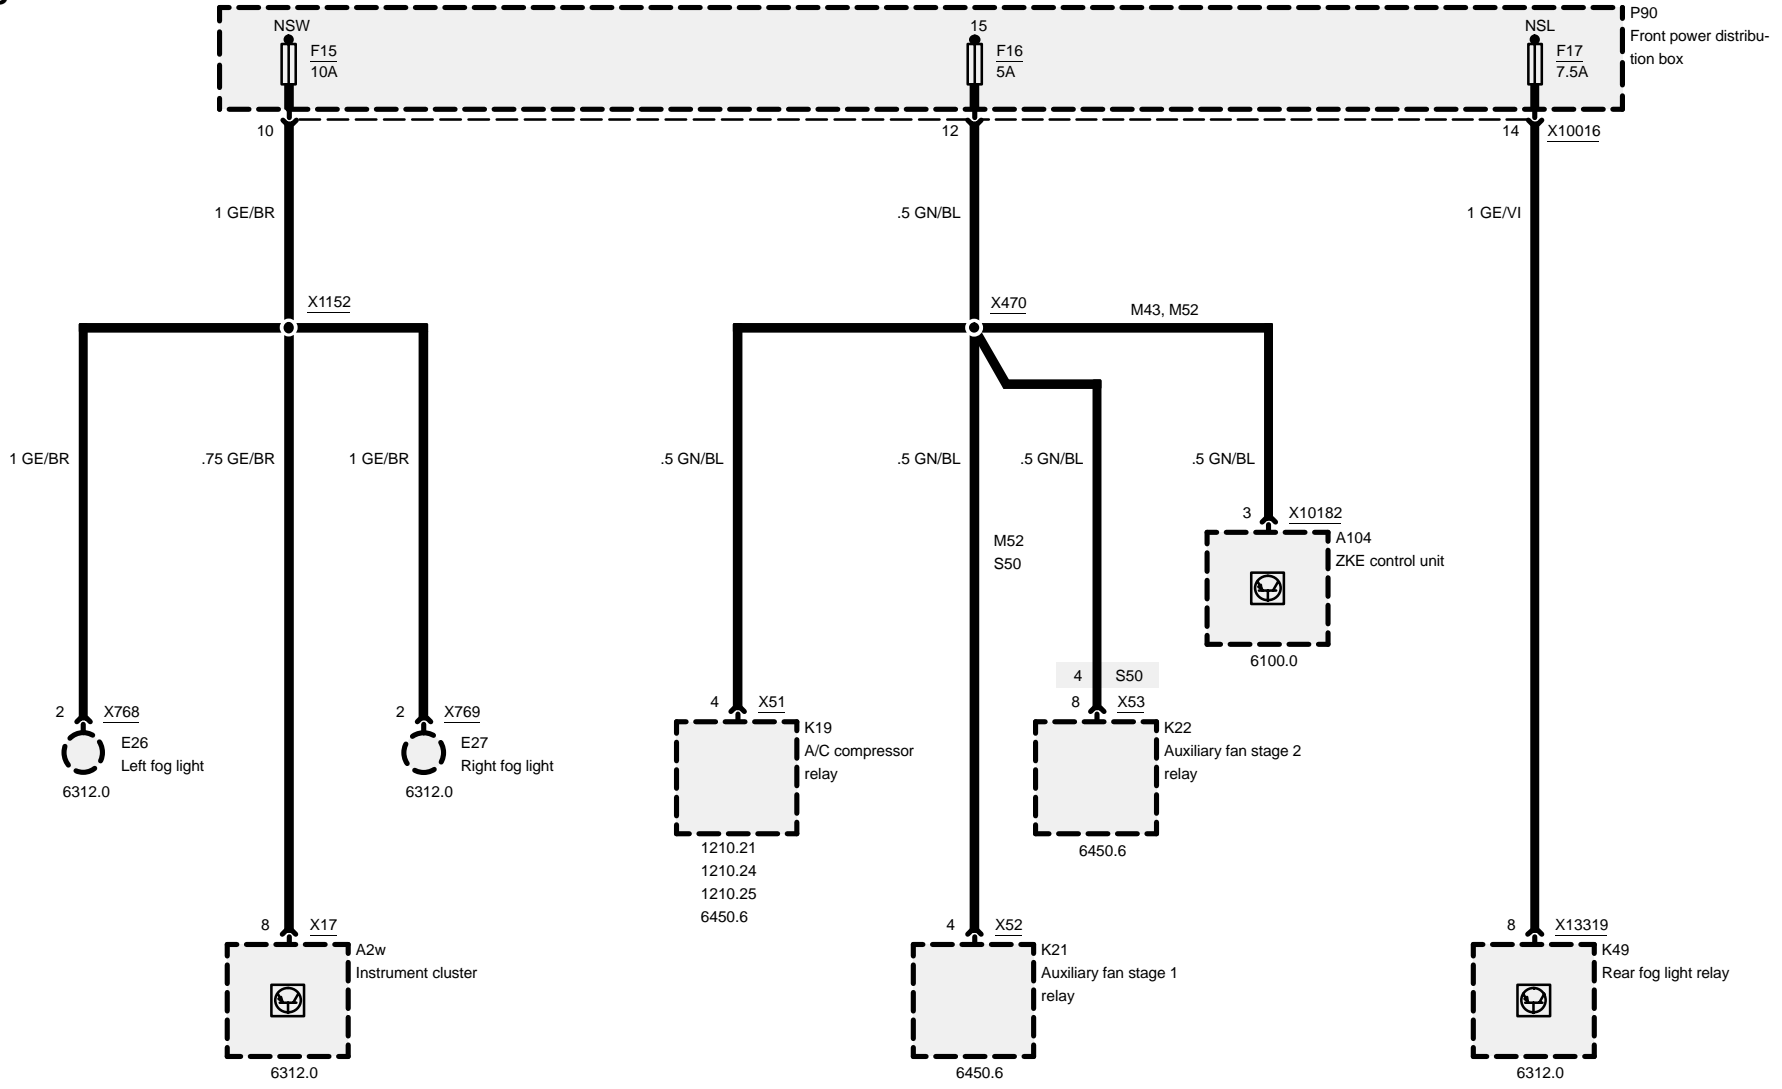 NSW
15
NSL
P90
Front power distribu-
tion box
F15
10A
F16
5A
F17
7.5A
10
12
14
X10016
1 GE/BR
.5 GN/BL
1 GE/VI
X1152
X470
M43, M52
1 GE/BR
.75 GE/BR
1 GE/BR
.5 GN/BL
.5 GN/BL
.5 GN/BL
.5 GN/BL
3
X10182
M52
S50
A104
ZKE control unit
6100.0
4
S50
2
X768
2
X769
4
X51
8
X53
E26
Left fog light
6312.0
E27
Right fog light
6312.0
K19
A/C compressor
relay
1210.21
1210.24
1210.25
6450.6
K22
Auxiliary fan stage 2
relay
6450.6
8
X17
4
X52
8
X13319
A2w
Instrument cluster
6312.0
K21
Auxiliary fan stage 1
relay
6450.6
K49
Rear fog light relay
6312.0